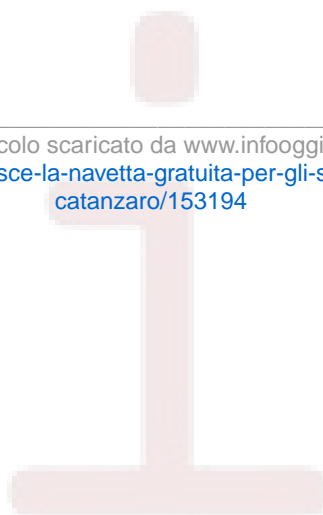 colo scaricato da www.infooggi
sce-la-navetta-gratuita-per-gli-s
catanzaro/153194